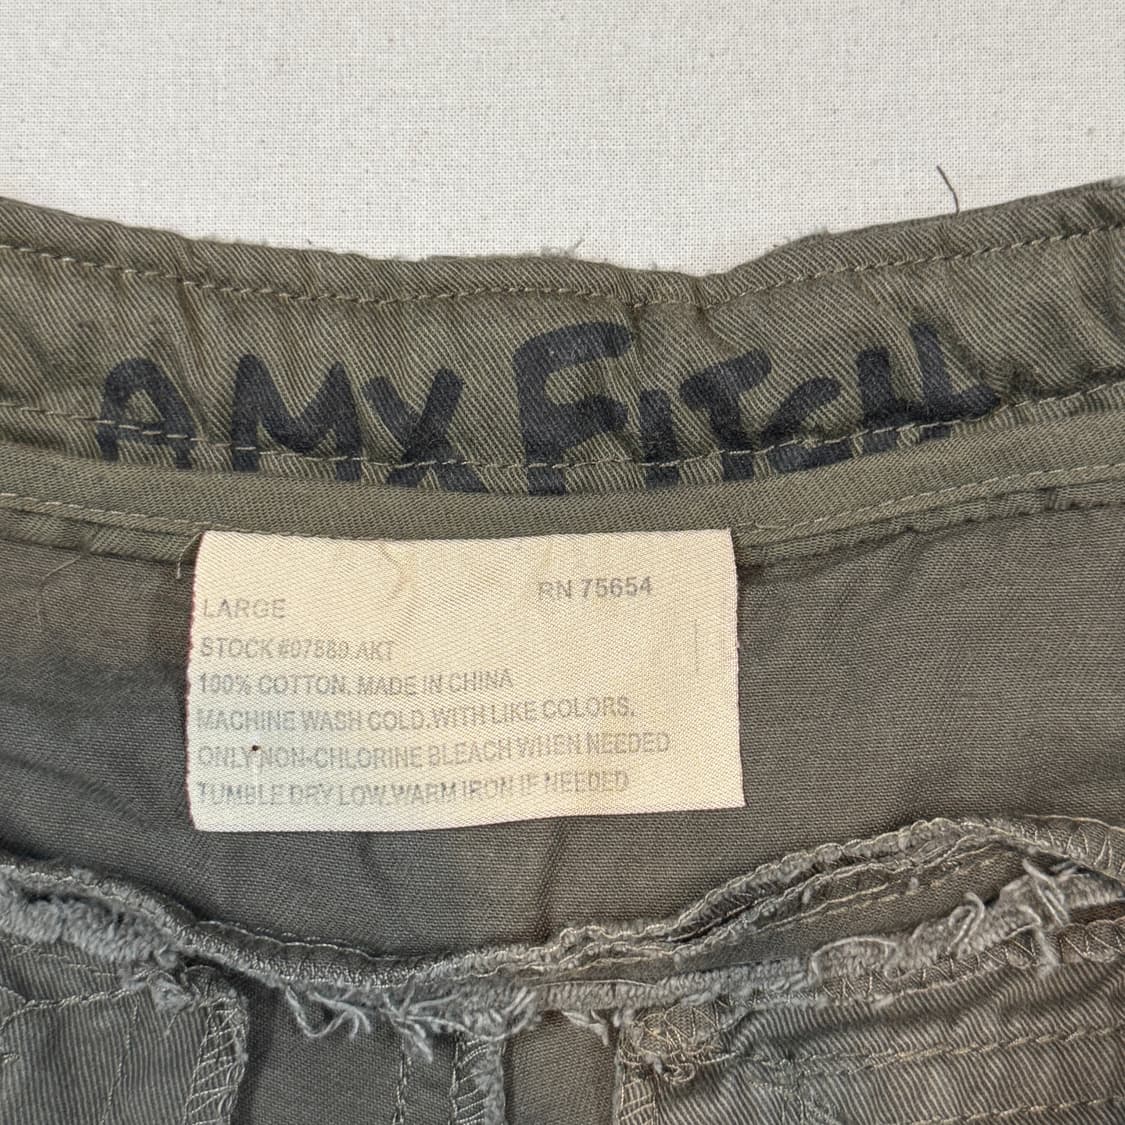 AMX FITCH
LARGE RN 75654
STOCK #07889.AKT
100% COTTON. MADE IN CHINA
MACHINE WASH COLD.WITH LIKE COLORS.
ONLY NON-CHLORINE BLEACH WHEN NEEDED
TUMBLE DRY LOW.WARM IRON IF NEEDED